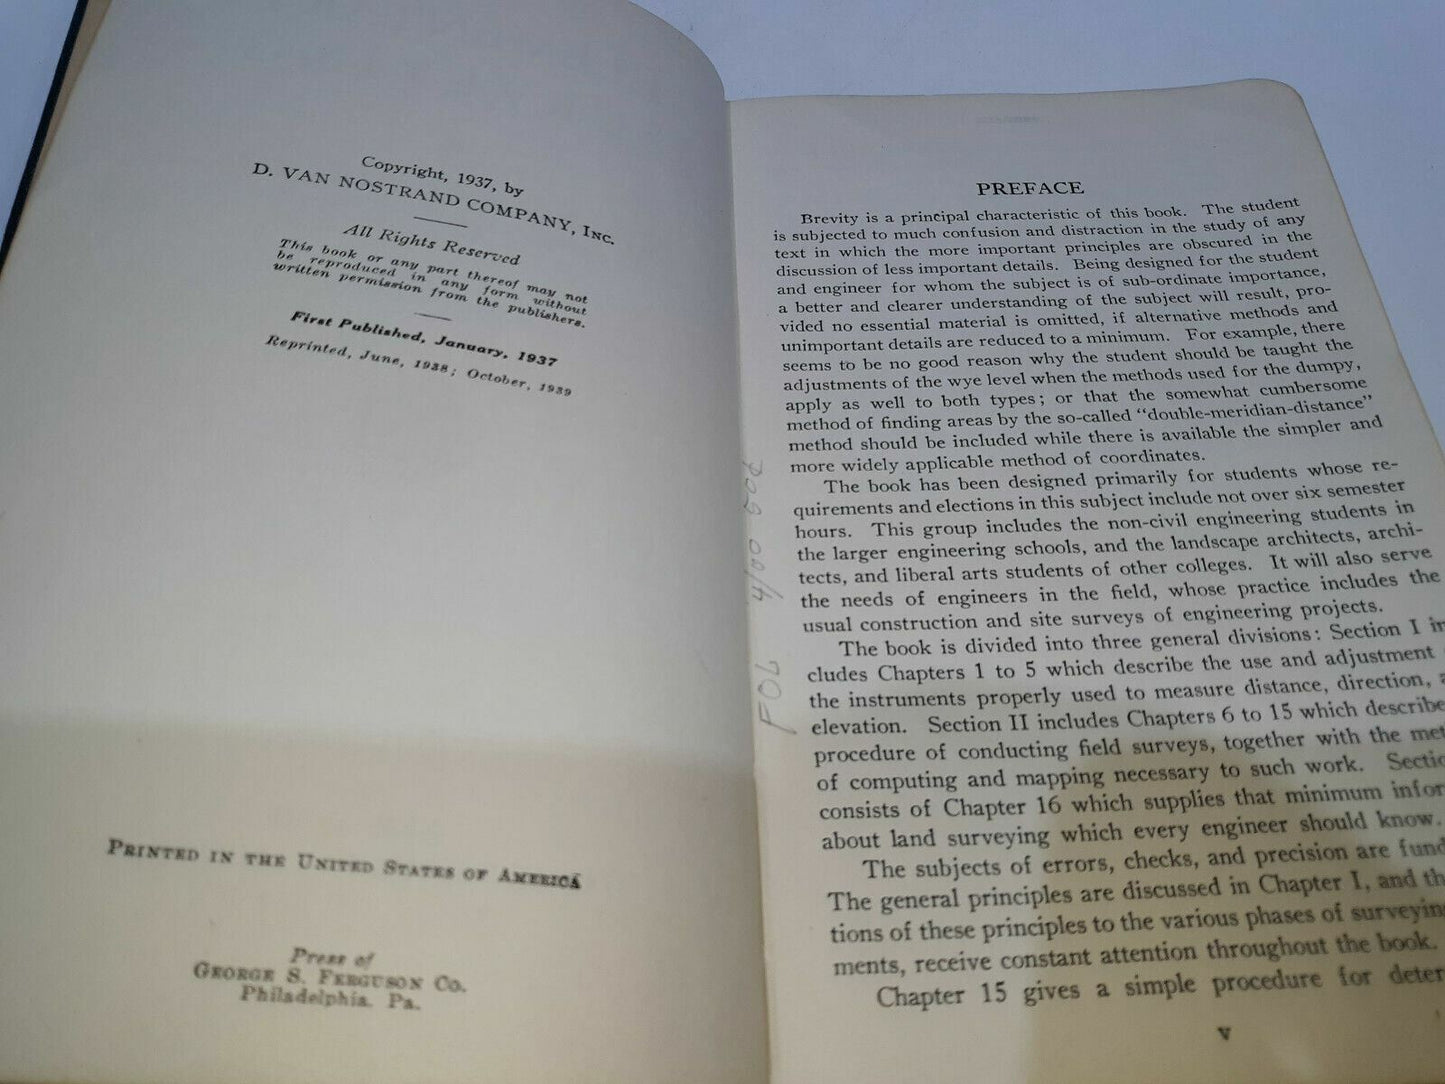 Copyright, 1937, by
D. VAN NOSTRAND COMPANY, INC.
All Rights Reserved
This book or any part thereof may not
be reproduced in any form without
written permission from the publishers.
First Published, January, 1937
Reprinted, June, 1938; October, 1939
PRINTED IN THE UNITED STATES OF AMERICA
Press of
GEORGE S. FERGUSON CO.
Philadelphia, Pa.
PREFACE
Brevity is a principal characteristic of this book. The student
is subjected to much confusion and distraction in the study of any
text in which the more important principles are obscured in the
discussion of less important details. Being designed for the student
and engineer for whom the subject is of sub-ordinate importance,
a better and clearer understanding of the subject will result, pro-
vided no essential material is omitted, if alternative methods and
unimportant details are reduced to a minimum. For example, there
seems to be no good reason why the student should be taught the
adjustments of the wye level when the methods used for the dumpy,
apply as well to both types; or that the somewhat cumbersome
method of finding areas by the so-called "double-meridian-distance"
method should be included while there is available the simpler and
more widely applicable method of coordinates.
The book has been designed primarily for students whose re-
quirements and elections in this subject include not over six semester
hours. This group includes the non-civil engineering students in
the larger engineering schools, and the landscape architects, archi-
tects, and liberal arts students of other colleges. It will also serve
the needs of engineers in the field, whose practice includes the
usual construction and site surveys of engineering projects.
The book is divided into three general divisions: Section I in
cludes Chapters 1 to 5 which describe the use and adjustment
the instruments properly used to measure distance, direction, a
elevation. Section II includes Chapters 6 to 15 which describe
procedure of conducting field surveys, together with the met
of computing and mapping necessary to such work. Sectio
consists of Chapter 16 which supplies that minimum infor
about land surveying which every engineer should know.
The subjects of errors, checks, and precision are fund
The general principles are discussed in Chapter I, and th
tions of these principles to the various phases of surveyin
ments, receive constant attention throughout the book.
Chapter 15 gives a simple procedure for deter
v